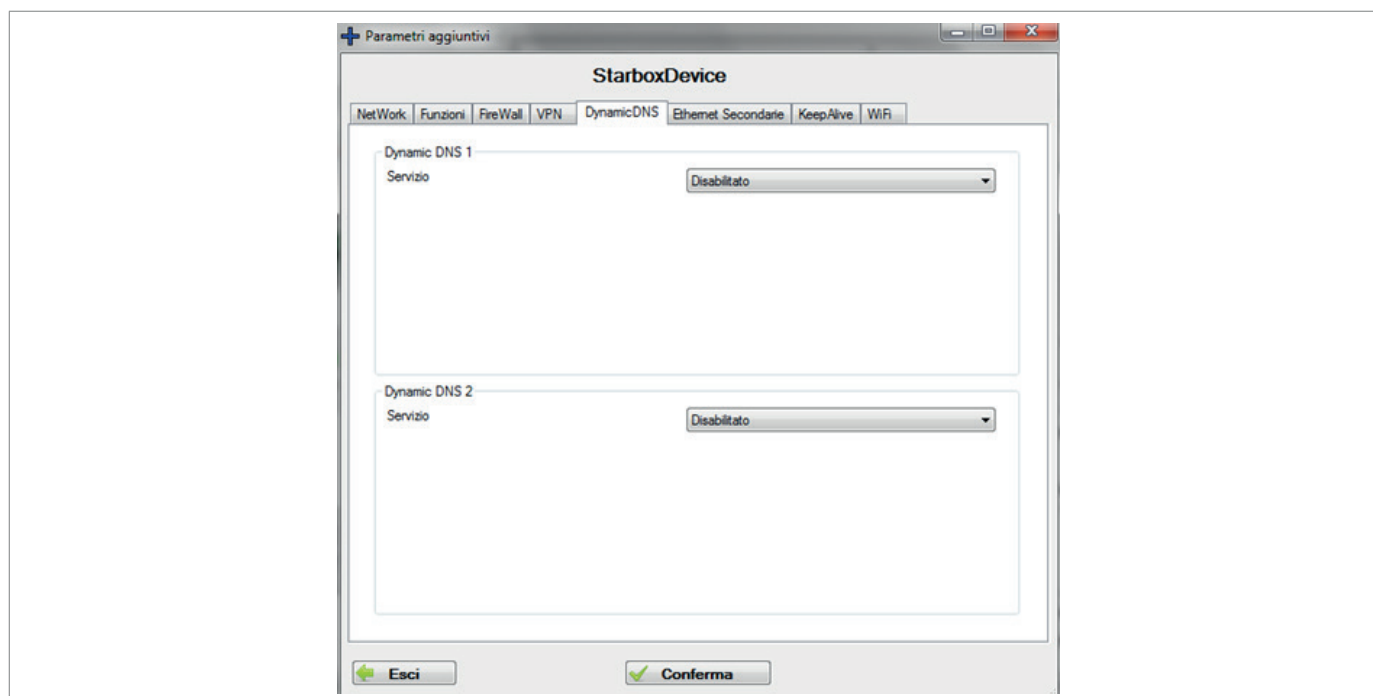 Parametri aggiuntivi
StarboxDevice
NetWork Funzioni FireWall VPN DynamicDNS Ethernet Secondarie KeepAlive WiFi
Dynamic DNS 1
Servizio Disabilitato
Dynamic DNS 2
Servizio Disabilitato
Esci Conferma